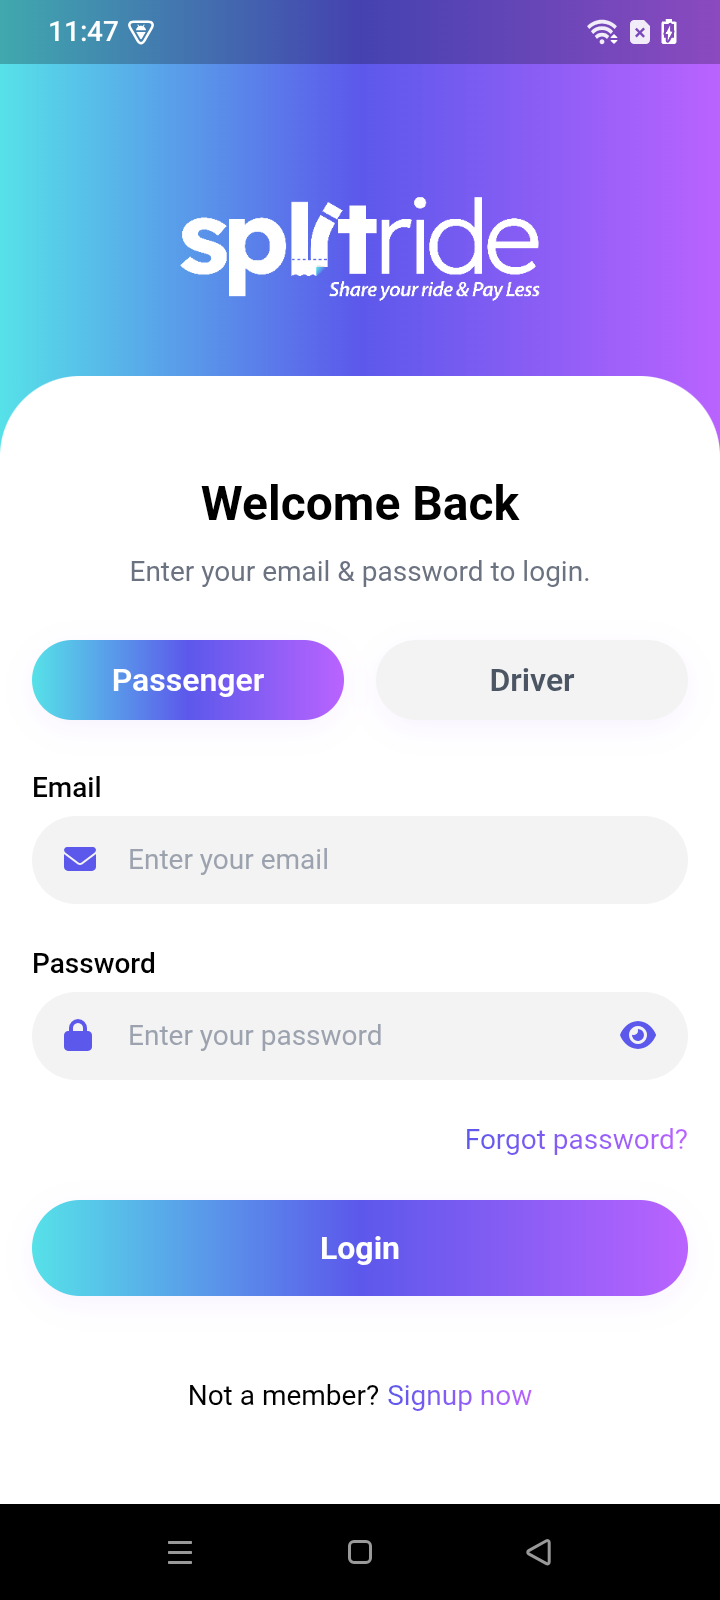 11:47
splitride
Share your ride & Pay Less
Welcome Back
Enter your email & password to login.
Passenger
Driver
Email
Enter your email
Password
Enter your password
Forgot password?
Login
Not a member? Signup now